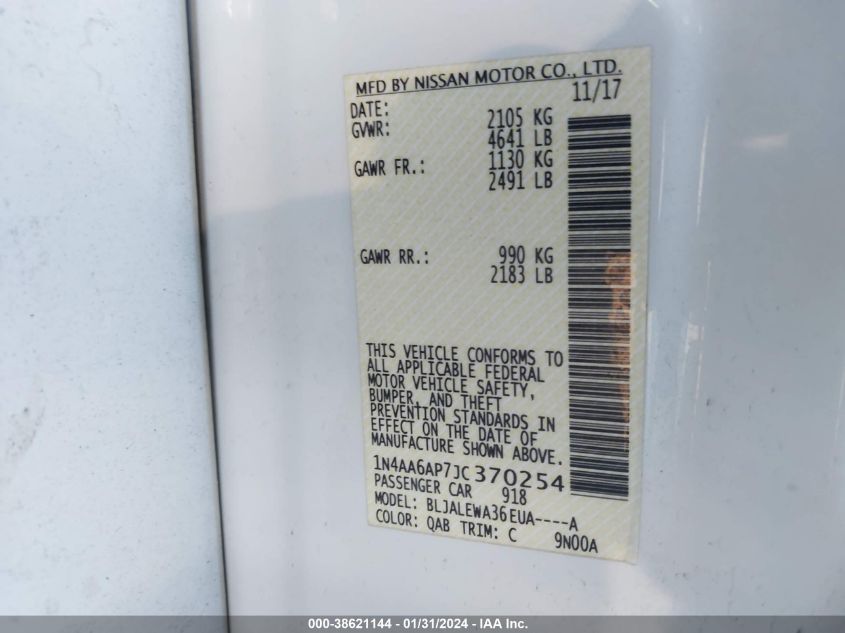 MFD BY NISSAN MOTOR CO., LTD.
DATE: 11/17
GVWR: 2105 KG
4641 LB
GAWR FR.: 1130 KG
2491 LB
GAWR RR.: 990 KG
2183 LB
THIS VEHICLE CONFORMS TO
ALL APPLICABLE FEDERAL
MOTOR VEHICLE SAFETY,
BUMPER, AND THEFT
PREVENTION STANDARDS IN
EFFECT ON THE DATE OF
MANUFACTURE SHOWN ABOVE.
1N4AA6AP7JC370254
PASSENGER CAR 918
MODEL: BLJALEWA36EUA----A
COLOR: QAB TRIM: C 9N00A
000-38621144 - 01/31/2024 - IAA Inc.